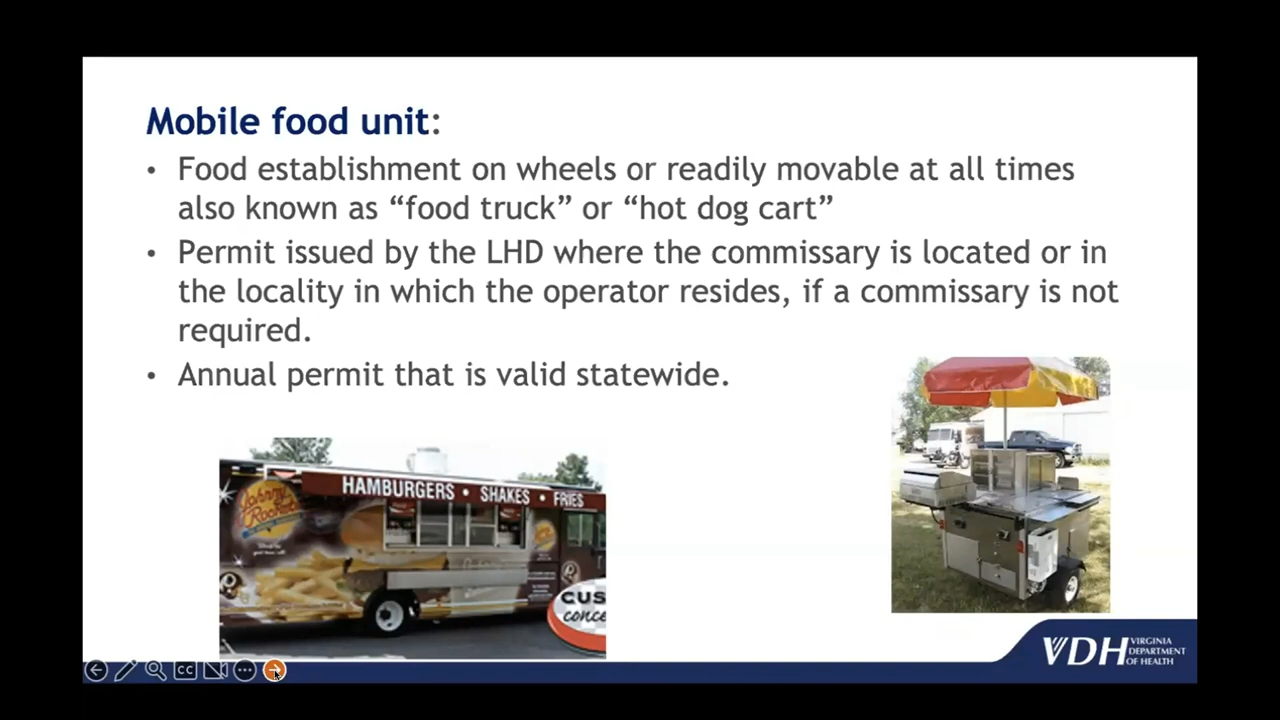 Mobile food unit:
• Food establishment on wheels or readily movable at all times
also known as “food truck” or “hot dog cart”
• Permit issued by the LHD where the commissary is located or in
the locality in which the operator resides, if a commissary is not
required.
• Annual permit that is valid statewide.
HAMBURGERS • SHAKES • FRIES
Johnny
Rockets
CUS
conce
VDH VIRGINIA
DEPARTMENT
OF HEALTH
CC